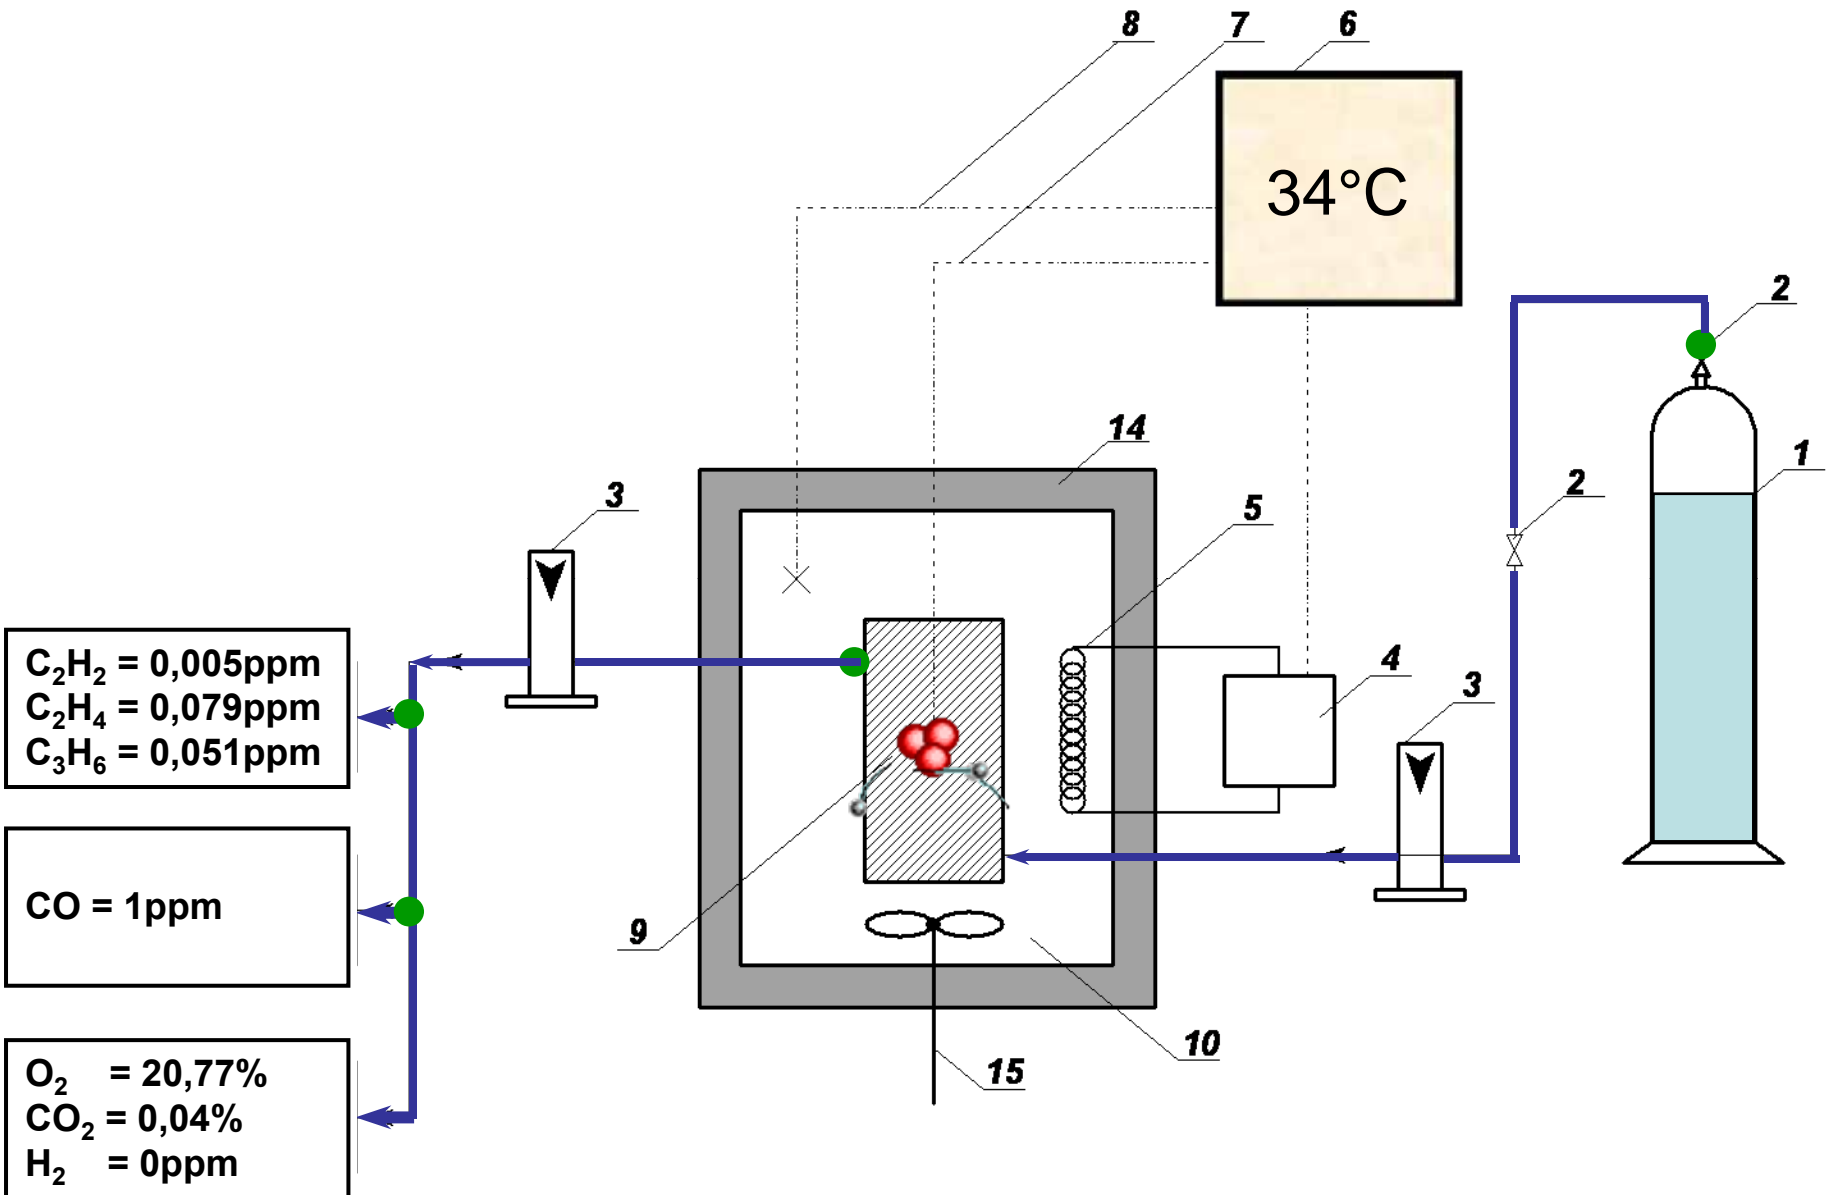 8
7
6
34°C
2
14
1
3
5
2
C₂H₂ = 0,005ppm
C₂H₄ = 0,079ppm
C₃H₆ = 0,051ppm
4
3
CO = 1ppm
9
10
15
O₂ = 20,77%
CO₂ = 0,04%
H₂ = 0ppm